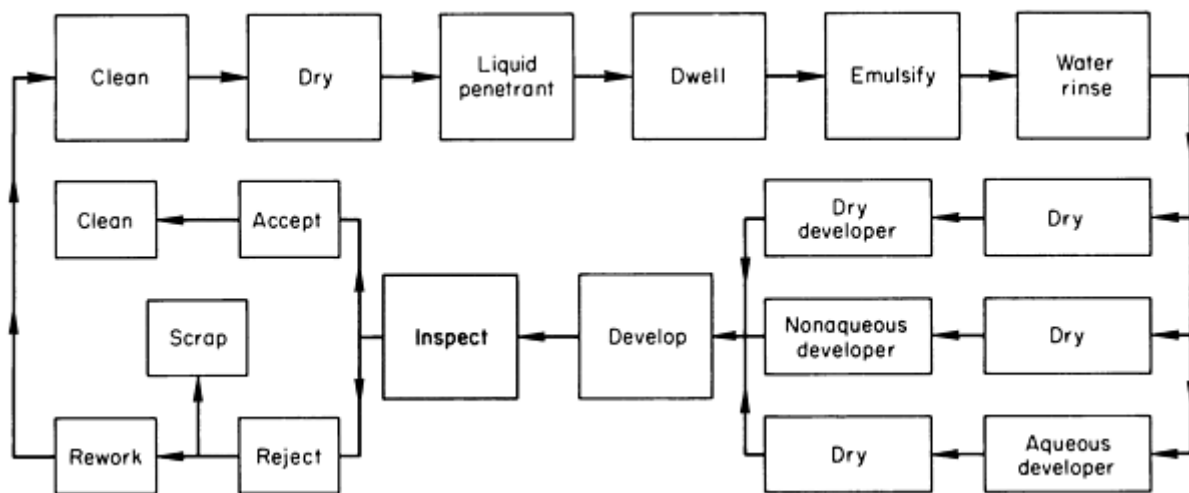 Clean
Dry
Liquid
penetrant
Dwell
Emulsify
Water
rinse
Clean
Accept
Dry
developer
Dry
Scrap
Inspect
Develop
Nonaqueous
developer
Dry
Rework
Reject
Dry
Aqueous
developer